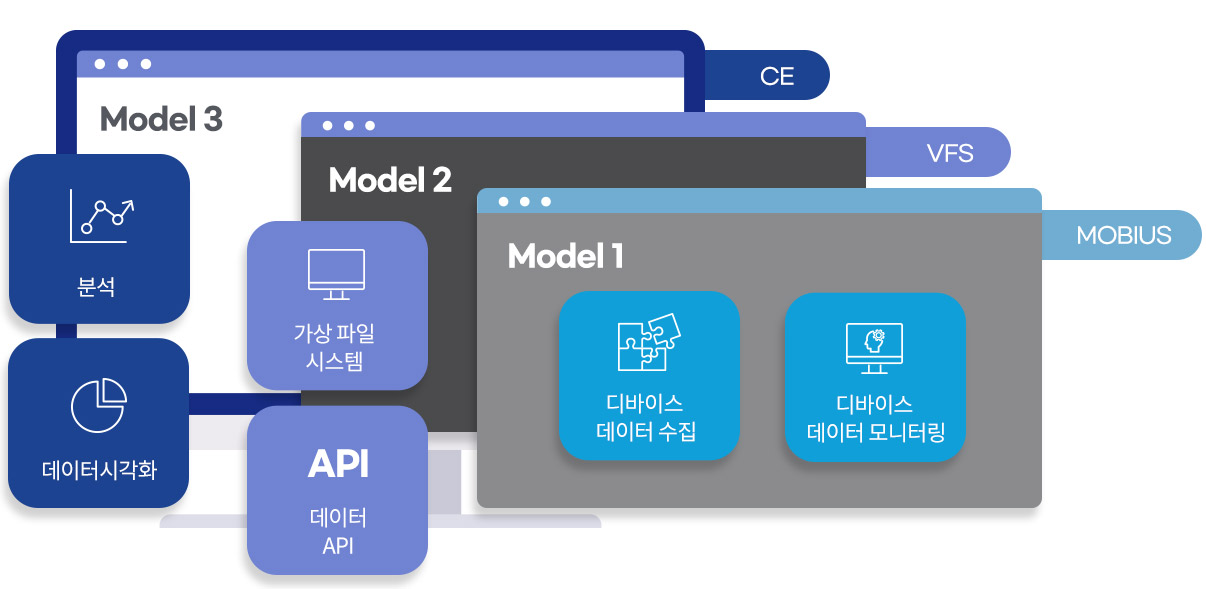 CE
Model 3
VFS
Model 2
MOBIUS
Model 1
분석
가상 파일
시스템
디바이스
데이터 수집
디바이스
데이터 모니터링
데이터시각화
API
데이터
API